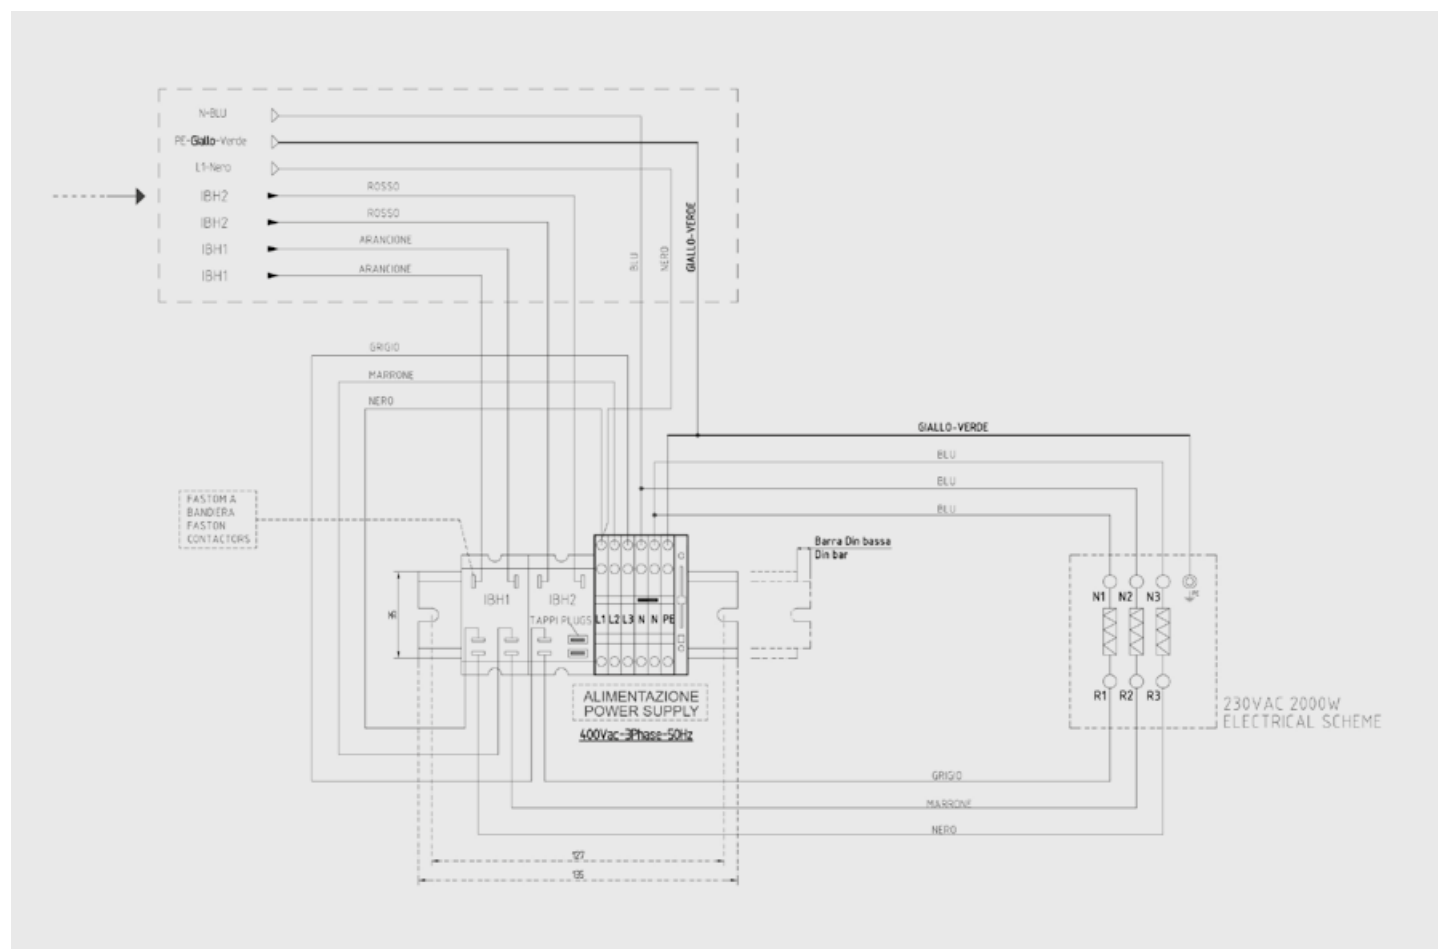 N-BLU
PE-Giallo-Verde
L1-Nero
IBH2
ROSSO
IBH2
ROSSO
IBH1
ARANCIONE
IBH1
ARANCIONE
BLU
NERO
GIALLO-VERDE
GRIGIO
MARRONE
NERO
GIALLO-VERDE
BLU
BLU
BLU
FASTOM A
BANDIERA
FASTON
CONTACTORS
Barra Din bassa
Din bar
IBH1
IBH2
TAPPI PLUGS
L1 L2 L3 N N PE
N1 N2 N3
R1 R2 R3
ALIMENTAZIONE
POWER SUPPLY
400Vac-3Phase-50Hz
230VAC 2000W
ELECTRICAL SCHEME
GRIGIO
MARRONE
NERO
127
135